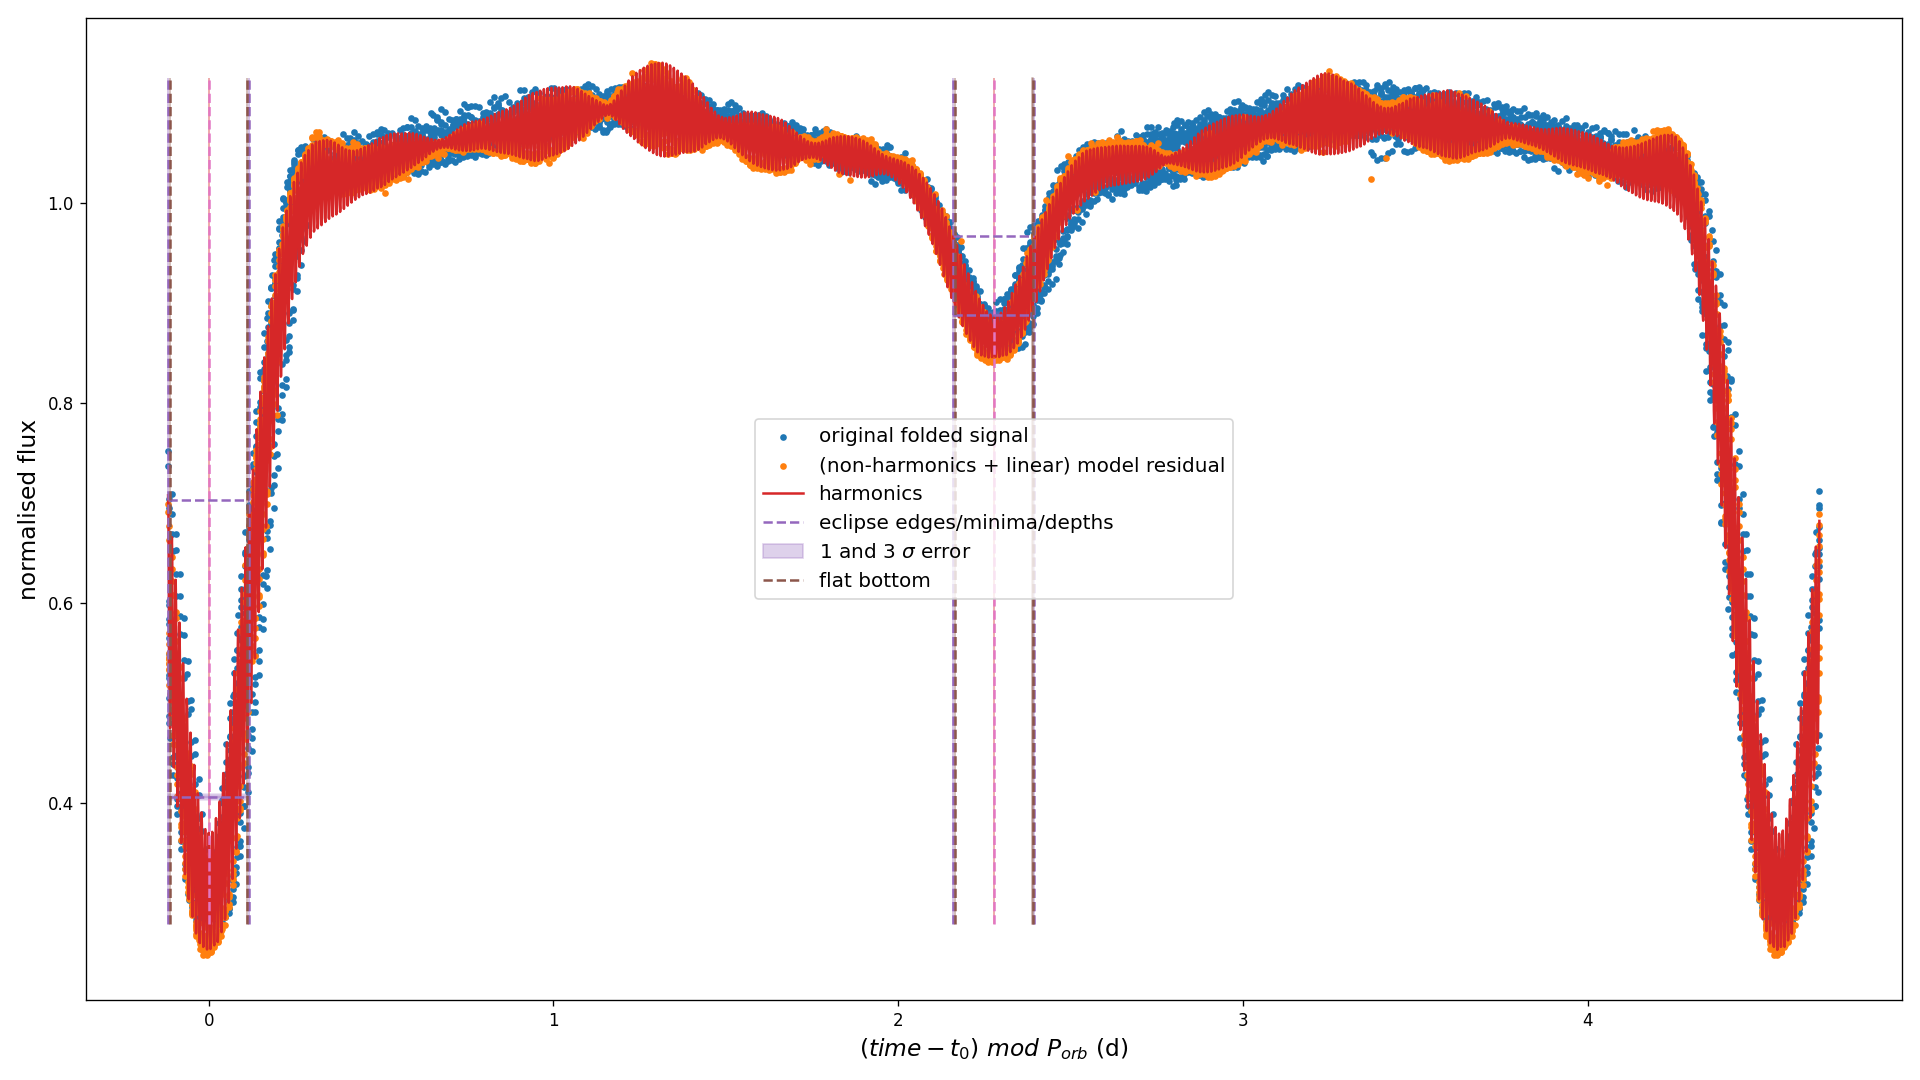 normalised flux
1.0
0.8
0.6
0.4
original folded signal
(non-harmonics + linear) model residual
harmonics
eclipse edges/minima/depths
1 and 3 σ error
flat bottom
0 1 2 3 4
(time − t₀) mod Pₒᵣb (d)